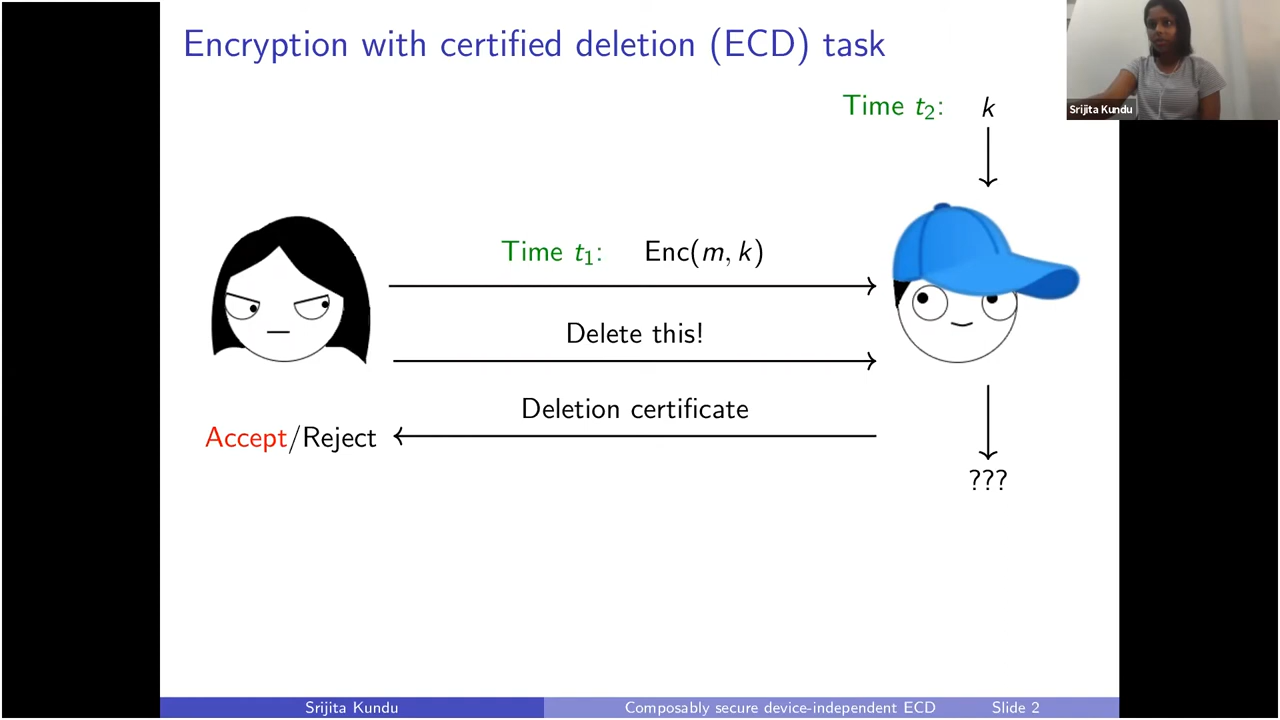 Encryption with certified deletion (ECD) task
Srijita Kundu
Time t₂: k
Time t₁: Enc(m, k)
Delete this!
Deletion certificate
Accept/Reject
???
Srijita Kundu Composably secure device-independent ECD Slide 2